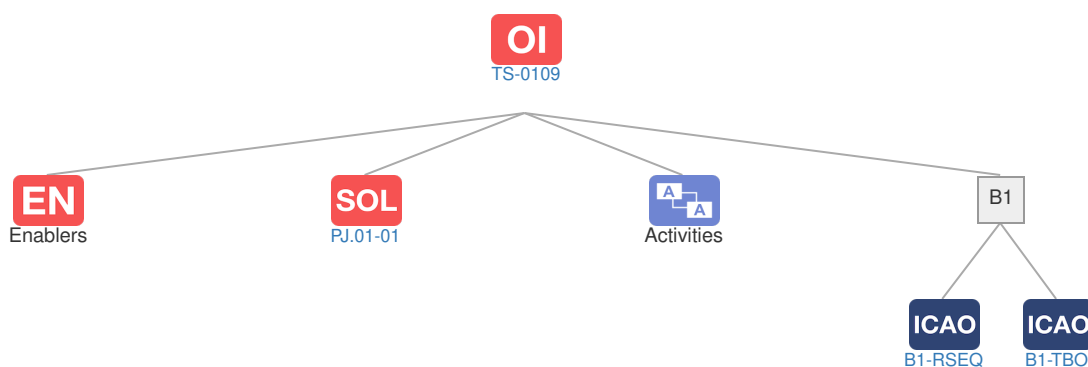 OI
TS-0109
EN
Enablers
SOL
PJ.01-01
A
A
Activities
B1
ICAO
B1-RSEQ
ICAO
B1-TBO